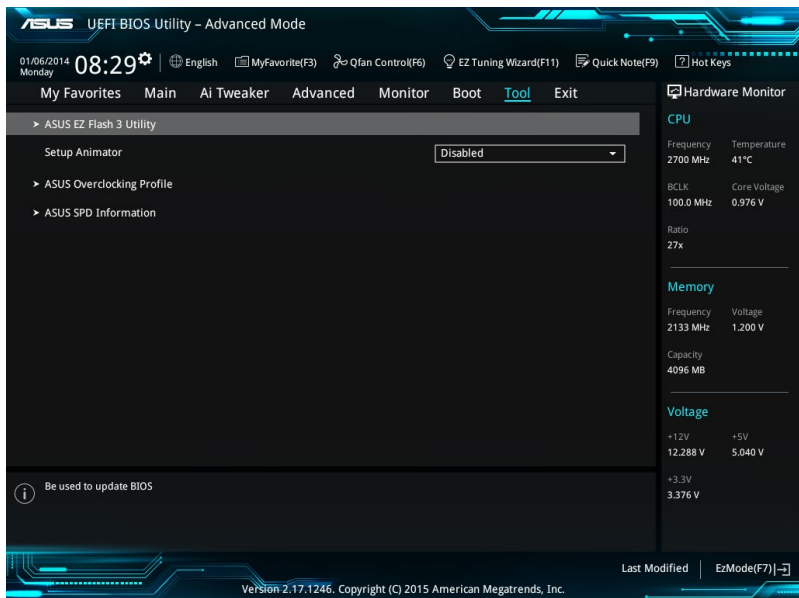 ASUS UEFI BIOS Utility – Advanced Mode
01/06/2014 Monday 08:29 English MyFavorite(F3) Qfan Control(F6) EZ Tuning Wizard(F11) Quick Note(F9) ? Hot Keys
My Favorites Main Ai Tweaker Advanced Monitor Boot Tool Exit
Hardware Monitor
ASUS EZ Flash 3 Utility
Setup Animator Disabled
ASUS Overclocking Profile
ASUS SPD Information
CPU
Frequency Temperature
2700 MHz 41°C
BCLK Core Voltage
100.0 MHz 0.976 V
Ratio
27x
Memory
Frequency Voltage
2133 MHz 1.200 V
Capacity
4096 MB
Voltage
+12V +5V
12.288 V 5.040 V
+3.3V
3.376 V
i Be used to update BIOS
Last Modified EzMode(F7)
Version 2.17.1246. Copyright (C) 2015 American Megatrends, Inc.